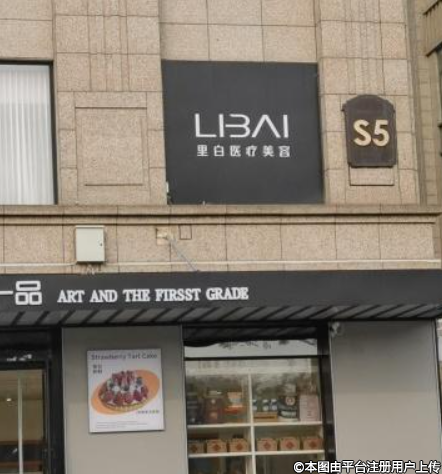 LIBAI
里白医疗美容
S5
一品 ART AND THE FIRSST GRADE
Strawberry Tart Cake
©本图由平台注册用户上传